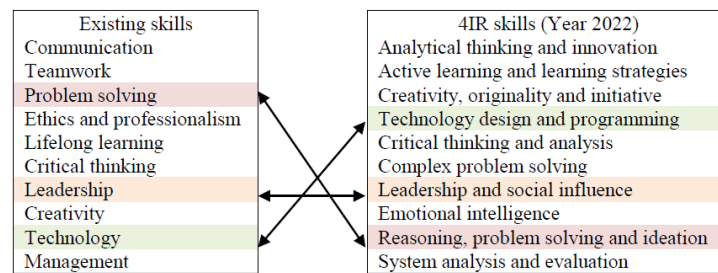 Existing skills
Communication
Teamwork
Problem solving
Ethics and professionalism
Lifelong learning
Critical thinking
Leadership
Creativity
Technology
Management
4IR skills (Year 2022)
Analytical thinking and innovation
Active learning and learning strategies
Creativity, originality and initiative
Technology design and programming
Critical thinking and analysis
Complex problem solving
Leadership and social influence
Emotional intelligence
Reasoning, problem solving and ideation
System analysis and evaluation